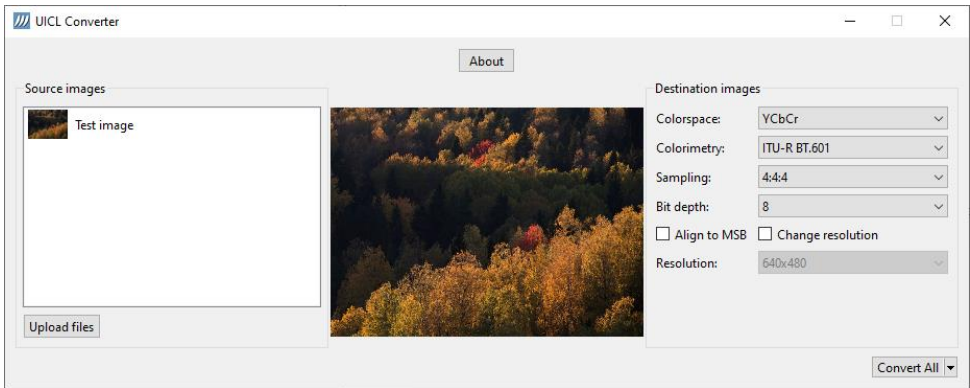 UICL Converter
About
Source images
Test image
Upload files
Destination images
Colorspace: YCbCr
Colorimetry: ITU-R BT.601
Sampling: 4:4:4
Bit depth: 8
Align to MSB Change resolution
Resolution: 640x480
Convert All